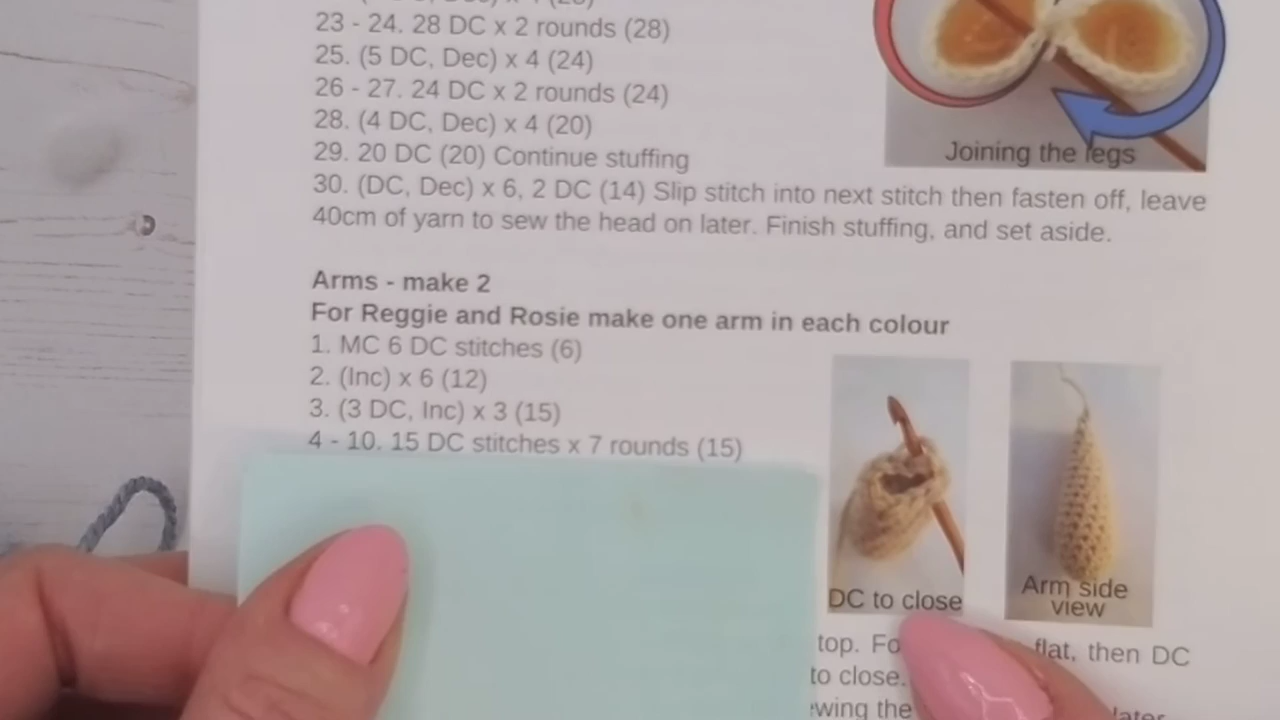 23 - 24. 28 DC x 2 rounds (28)
25. (5 DC, Dec) x 4 (24)
26 - 27. 24 DC x 2 rounds (24)
28. (4 DC, Dec) x 4 (20)
29. 20 DC (20) Continue stuffing
Joining the legs
30. (DC, Dec) x 6, 2 DC (14) Slip stitch into next stitch then fasten off, leave
40cm of yarn to sew the head on later. Finish stuffing, and set aside.
Arms - make 2
For Reggie and Rosie make one arm in each colour
1. MC 6 DC stitches (6)
2. (Inc) x 6 (12)
3. (3 DC, Inc) x 3 (15)
4 - 10. 15 DC stitches x 7 rounds (15)
DC to close
Arm side
view
top. flat, then DC
to close.
the later